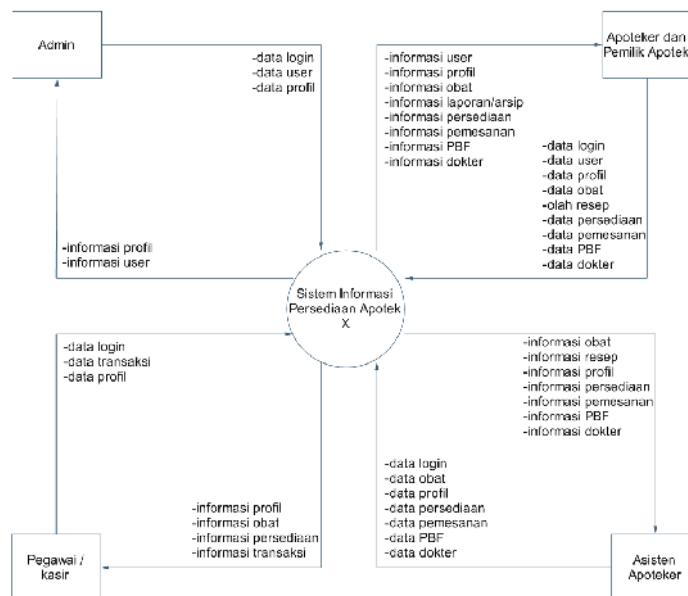 Admin
-data login
-data user
-data profil
-informasi user
-informasi profil
-informasi obat
-informasi laporan/arsip
-informasi persediaan
-informasi pemesanan
-informasi PBF
-informasi dokter
Apoteker dan
Pemilik Apotek
-data login
-data user
-data profil
-data obat
-olah resep
-data persediaan
-data pemesanan
-data PBF
-data dokter
-informasi profil
-informasi user
Sistem Informasi
Persediaan Apotek
X
-data login
-data transaksi
-data profil
-informasi obat
-informasi resep
-informasi profil
-informasi persediaan
-informasi pemesanan
-informasi PBF
-informasi dokter
-data login
-data obat
-data profil
-data persediaan
-data pemesanan
-data PBF
-data dokter
-informasi profil
-informasi obat
-informasi persediaan
-informasi transaksi
Pegawai /
kasir
Asisten
Apoteker